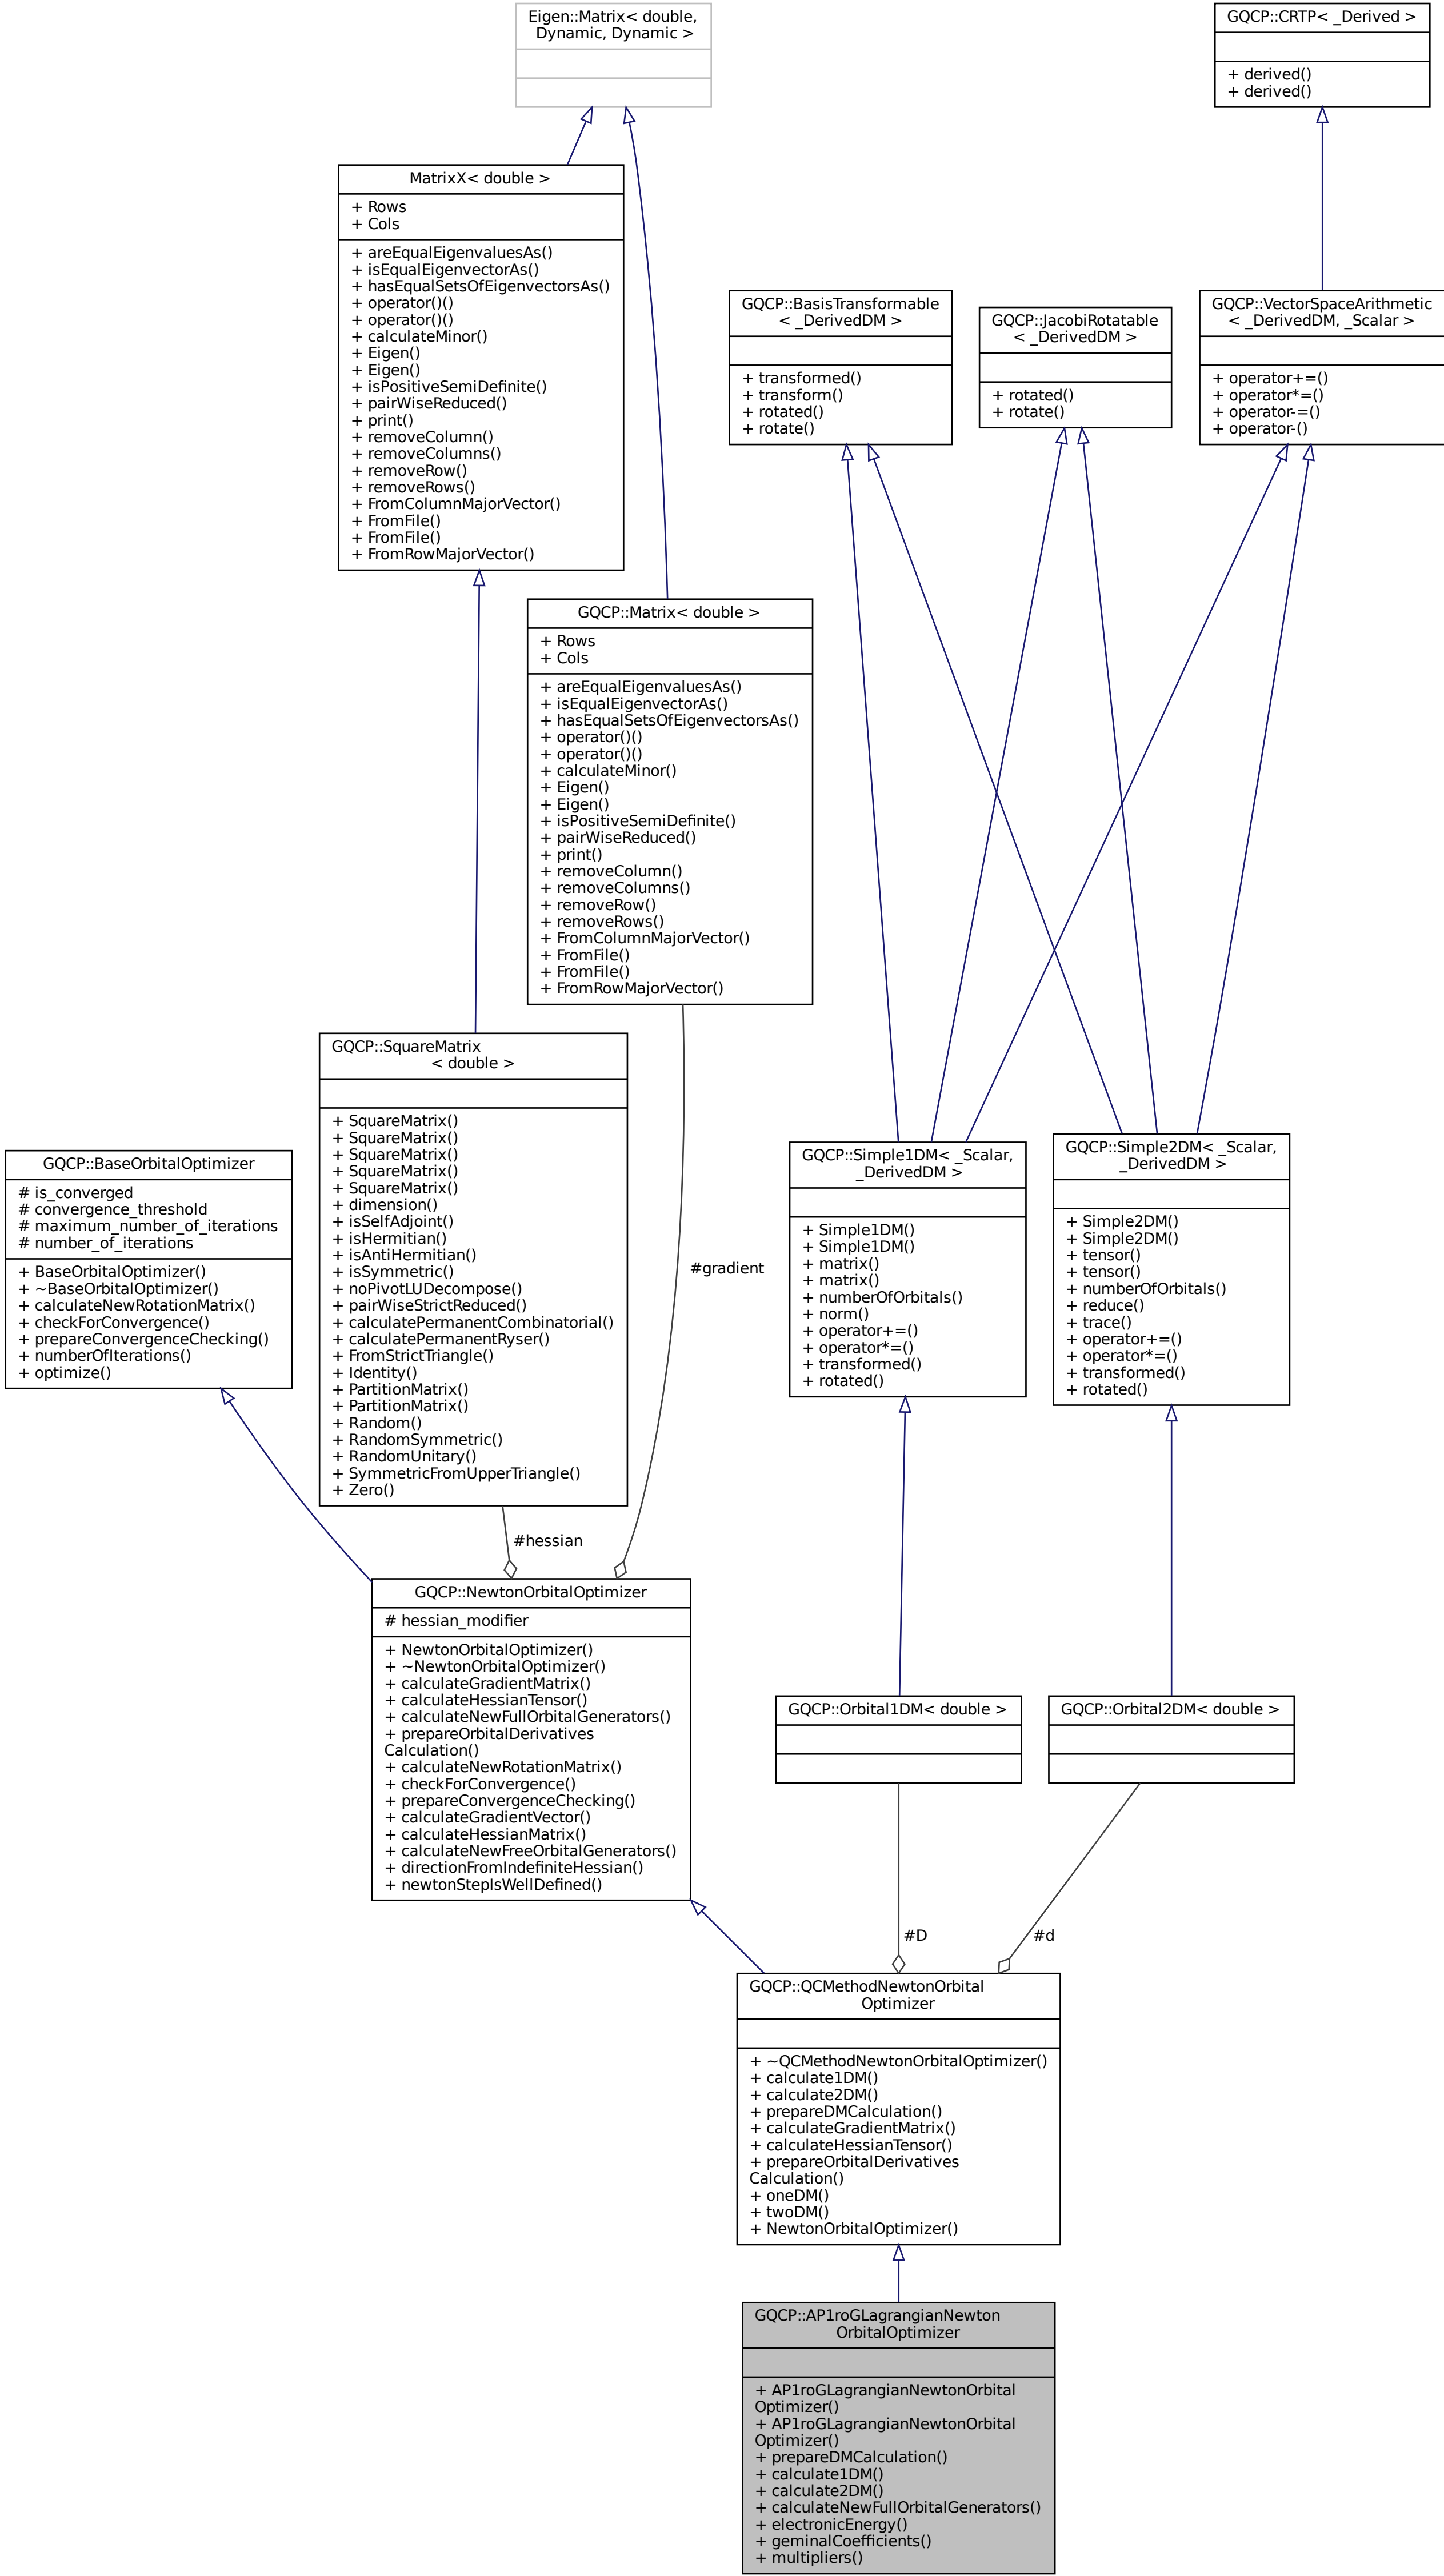 Eigen::Matrix< double,
Dynamic, Dynamic >
GQCP::CRTP< _Derived >
+ derived()
+ derived()
MatrixX< double >
+ Rows
+ Cols
+ areEqualEigenvaluesAs()
+ isEqualEigenvectorAs()
+ hasEqualSetsOfEigenvectorsAs()
+ operator()()
+ operator()()
+ calculateMinor()
+ Eigen()
+ Eigen()
+ isPositiveSemiDefinite()
+ pairWiseReduced()
+ print()
+ removeColumn()
+ removeColumns()
+ removeRow()
+ removeRows()
+ FromColumnMajorVector()
+ FromFile()
+ FromFile()
+ FromRowMajorVector()
GQCP::BasisTransformable
< _DerivedDM >
+ transformed()
+ transform()
+ rotated()
+ rotate()
GQCP::JacobiRotatable
< _DerivedDM >
+ rotated()
+ rotate()
GQCP::VectorSpaceArithmetic
< _DerivedDM, _Scalar >
+ operator+=()
+ operator*=()
+ operator-=()
+ operator-()
GQCP::Matrix< double >
+ Rows
+ Cols
+ areEqualEigenvaluesAs()
+ isEqualEigenvectorAs()
+ hasEqualSetsOfEigenvectorsAs()
+ operator()()
+ operator()()
+ calculateMinor()
+ Eigen()
+ Eigen()
+ isPositiveSemiDefinite()
+ pairWiseReduced()
+ print()
+ removeColumn()
+ removeColumns()
+ removeRow()
+ removeRows()
+ FromColumnMajorVector()
+ FromFile()
+ FromFile()
+ FromRowMajorVector()
GQCP::SquareMatrix
< double >
+ SquareMatrix()
+ SquareMatrix()
+ SquareMatrix()
+ SquareMatrix()
+ SquareMatrix()
+ dimension()
+ isSelfAdjoint()
+ isHermitian()
+ isAntiHermitian()
+ isSymmetric()
+ noPivotLUDecompose()
+ pairWiseStrictReduced()
+ calculatePermanentCombinatorial()
+ calculatePermanentRyser()
+ FromStrictTriangle()
+ Identity()
+ PartitionMatrix()
+ PartitionMatrix()
+ Random()
+ RandomSymmetric()
+ RandomUnitary()
+ SymmetricFromUpperTriangle()
+ Zero()
GQCP::BaseOrbitalOptimizer
# is_converged
# convergence_threshold
# maximum_number_of_iterations
# number_of_iterations
+ BaseOrbitalOptimizer()
+ ~BaseOrbitalOptimizer()
+ calculateNewRotationMatrix()
+ checkForConvergence()
+ prepareConvergenceChecking()
+ numberOfIterations()
+ optimize()
GQCP::Simple1DM< _Scalar,
_DerivedDM >
+ Simple1DM()
+ Simple1DM()
+ matrix()
+ matrix()
+ numberOfOrbitals()
+ norm()
+ operator+=()
+ operator*=()
+ transformed()
+ rotated()
GQCP::Simple2DM< _Scalar,
_DerivedDM >
+ Simple2DM()
+ Simple2DM()
+ tensor()
+ tensor()
+ numberOfOrbitals()
+ reduce()
+ trace()
+ operator+=()
+ operator*=()
+ transformed()
+ rotated()
#gradient
#hessian
GQCP::NewtonOrbitalOptimizer
# hessian_modifier
+ NewtonOrbitalOptimizer()
+ ~NewtonOrbitalOptimizer()
+ calculateGradientMatrix()
+ calculateHessianTensor()
+ calculateNewFullOrbitalGenerators()
+ prepareOrbitalDerivatives
Calculation()
+ calculateNewRotationMatrix()
+ checkForConvergence()
+ prepareConvergenceChecking()
+ calculateGradientVector()
+ calculateHessianMatrix()
+ calculateNewFreeOrbitalGenerators()
+ directionFromIndefiniteHessian()
+ newtonStepIsWellDefined()
GQCP::Orbital1DM< double >
GQCP::Orbital2DM< double >
#D
#d
GQCP::QCMethodNewtonOrbital
Optimizer
+ ~QCMethodNewtonOrbitalOptimizer()
+ calculate1DM()
+ calculate2DM()
+ prepareDMCalculation()
+ calculateGradientMatrix()
+ calculateHessianTensor()
+ prepareOrbitalDerivatives
Calculation()
+ oneDM()
+ twoDM()
+ NewtonOrbitalOptimizer()
GQCP::AP1roGLagrangianNewton
OrbitalOptimizer
+ AP1roGLagrangianNewtonOrbital
Optimizer()
+ AP1roGLagrangianNewtonOrbital
Optimizer()
+ prepareDMCalculation()
+ calculate1DM()
+ calculate2DM()
+ calculateNewFullOrbitalGenerators()
+ electronicEnergy()
+ geminalCoefficients()
+ multipliers()